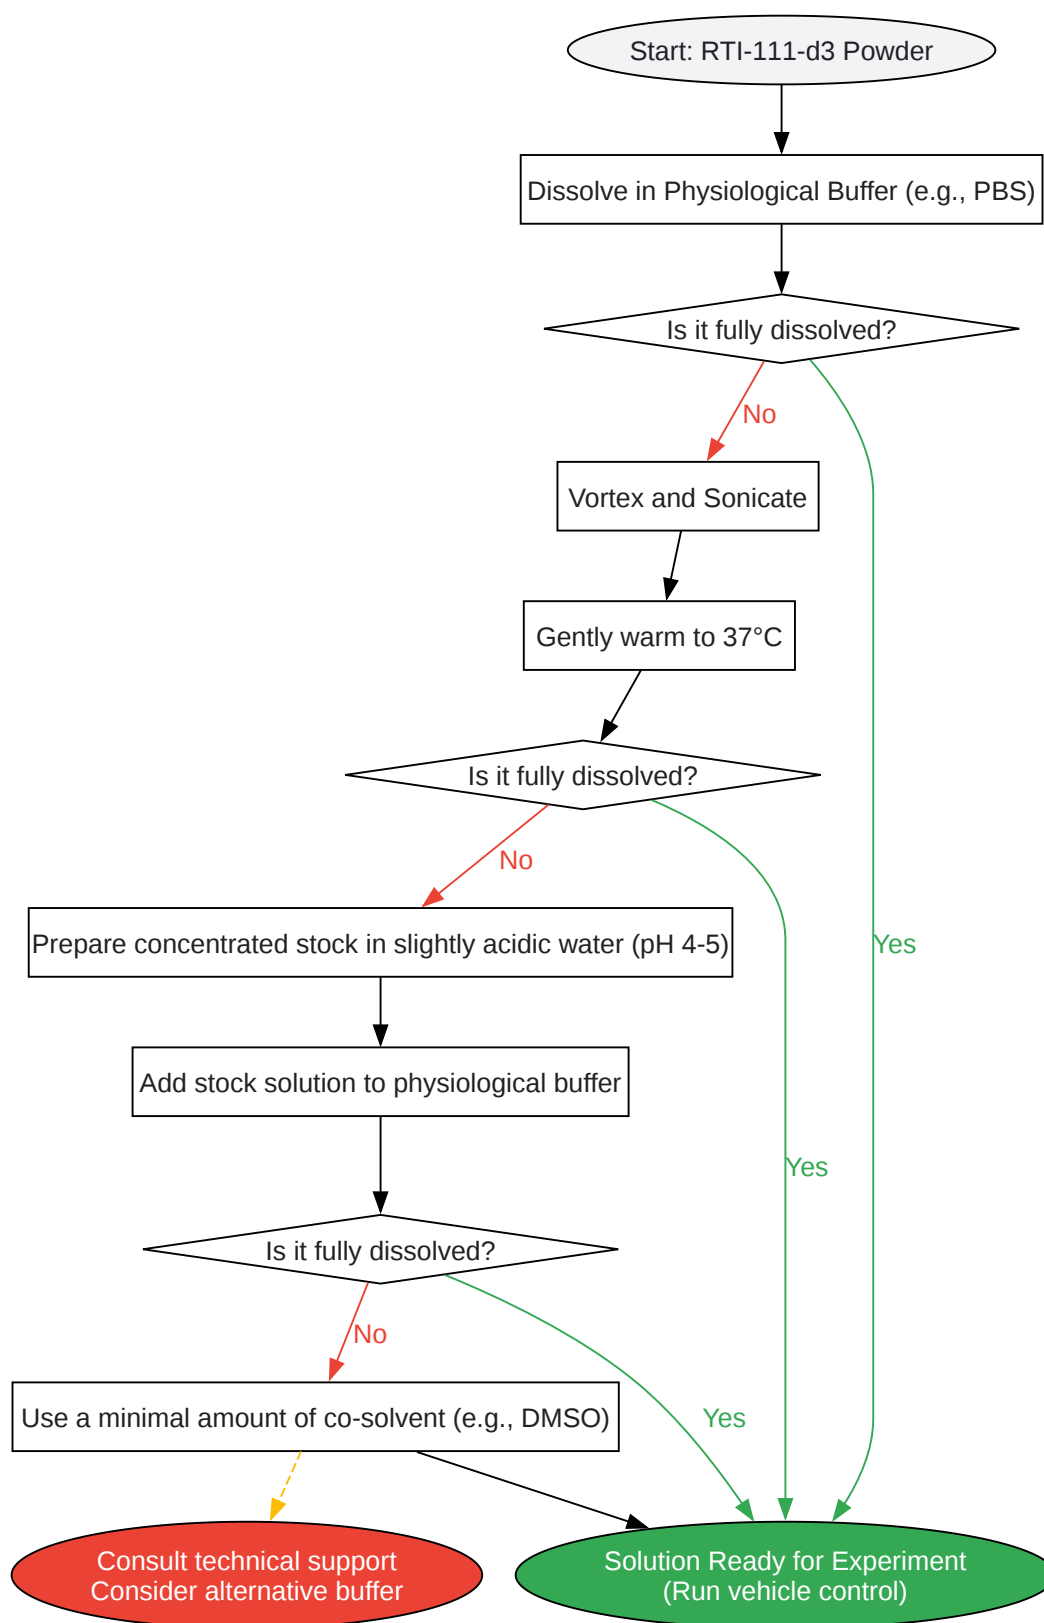 Start: RTI-111-d3 Powder
Dissolve in Physiological Buffer (e.g., PBS)
Is it fully dissolved?
No
Vortex and Sonicate
Gently warm to 37°C
Is it fully dissolved?
No
Prepare concentrated stock in slightly acidic water (pH 4-5)
Yes
Add stock solution to physiological buffer
Yes
Is it fully dissolved?
No
Use a minimal amount of co-solvent (e.g., DMSO)
Yes
Consult technical support
Consider alternative buffer
Solution Ready for Experiment
(Run vehicle control)